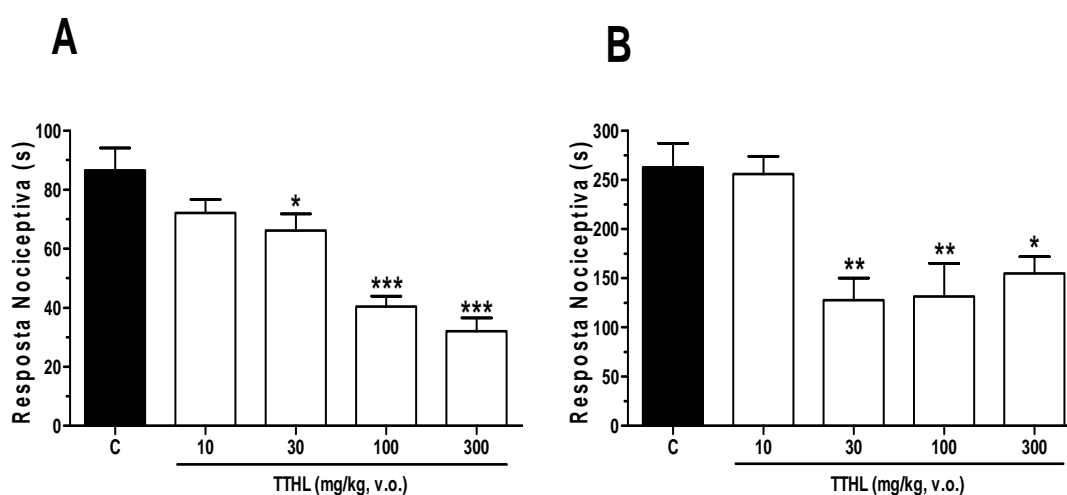 A
Resposta Nociceptiva (s)
100
80
60
40
20
0
*
***
***
C 10 30 100 300
TTHL (mg/kg, v.o.)
B
Resposta Nociceptiva (s)
300
250
200
150
100
50
0
**
**
*
C 10 30 100 300
TTHL (mg/kg, v.o.)